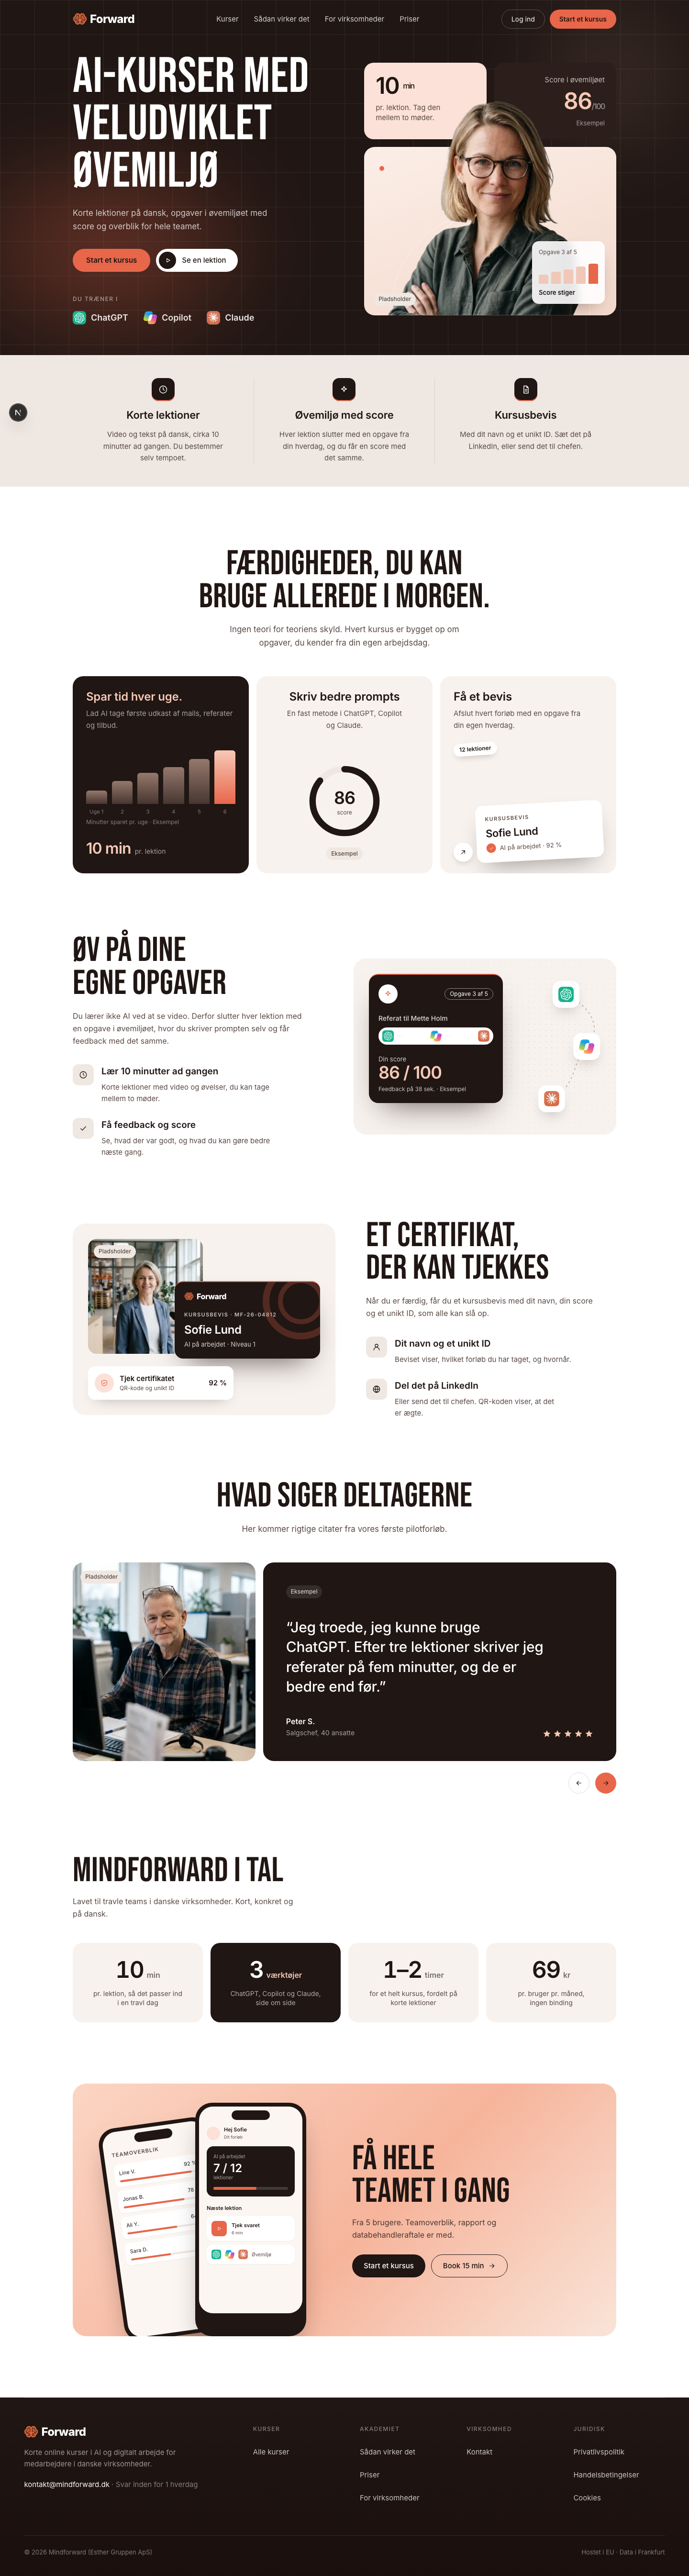 Forward
Kurser
Sådan virker det
For virksomheder
Priser
Log ind
Start et kursus
AI-KURSER MED
VELUDVIKLET
ØVEMILJØ
Korte lektioner på dansk, opgaver i øvemiljøet med
score og overblik for hele teamet.
Start et kursus
Se en lektion
DU TRÆNER I
ChatGPT
Copilot
Claude
10 min
pr. lektion. Tag den
mellem to møder.
Score i øvemiljøet
86/100
Eksempel
Opgave 3 af 5
Score stiger
Pladsholder
N
Korte lektioner
Video og tekst på dansk, cirka 10
minutter ad gangen. Du bestemmer
selv tempoet.
Øvemiljø med score
Hver lektion slutter med en opgave fra
din hverdag, og du får en score med
det samme.
Kursusbevis
Med dit navn og et unikt ID. Sæt det på
LinkedIn, eller send det til chefen.
FÆRDIGHEDER, DU KAN
BRUGE ALLEREDE I MORGEN.
Ingen teori for teoriens skyld. Hvert kursus er bygget op om
opgaver, du kender fra din egen arbejdsdag.
Spar tid hver uge.
Lad AI tage første udkast af mails, referater
og tilbud.
Uge 1 2 3 4 5 6
Minutter sparet pr. uge · Eksempel
10 min pr. lektion
Skriv bedre prompts
En fast metode i ChatGPT, Copilot
og Claude.
86
score
Eksempel
Få et bevis
Afslut hvert forløb med en opgave fra
din egen hverdag.
12 lektioner
KURSUSBEVIS
Sofie Lund
AI på arbejdet · 92 %
ØV PÅ DINE
EGNE OPGAVER
Du lærer ikke AI ved at se video. Derfor slutter hver lektion med
en opgave i øvemiljøet, hvor du skriver prompten selv og får
feedback med det samme.
Lær 10 minutter ad gangen
Korte lektioner med video og øvelser, du kan tage
mellem to møder.
Få feedback og score
Se, hvad der var godt, og hvad du kan gøre bedre
næste gang.
Opgave 3 af 5
Referat til Mette Holm
Din score
86 / 100
Feedback på 38 sek. · Eksempel
Pladsholder
Forward
KURSUSBEVIS · MF-26-04812
Sofie Lund
AI på arbejdet · Niveau 1
Tjek certifikatet
QR-kode og unikt ID
92 %
ET CERTIFIKAT,
DER KAN TJEKKES
Når du er færdig, får du et kursusbevis med dit navn, din score
og et unikt ID, som alle kan slå op.
Dit navn og et unikt ID
Beviset viser, hvilket forløb du har taget, og hvornår.
Del det på LinkedIn
Eller send det til chefen. QR-koden viser, at det
er ægte.
HVAD SIGER DELTAGERNE
Her kommer rigtige citater fra vores første pilotforløb.
Pladsholder
Eksempel
“Jeg troede, jeg kunne bruge
ChatGPT. Efter tre lektioner skriver jeg
referater på fem minutter, og de er
bedre end før.”
Peter S.
Salgschef, 40 ansatte
MINDFORWARD I TAL
Lavet til travle teams i danske virksomheder. Kort, konkret og
på dansk.
10 min
pr. lektion, så det passer ind
i en travl dag
3 værktøjer
ChatGPT, Copilot og Claude,
side om side
1–2 timer
for et helt kursus, fordelt på
korte lektioner
69 kr
pr. bruger pr. måned,
ingen binding
TEAMOVERBLIK
Line V. 92 %
Jonas B. 78
Ali Y. 6
Sara D.
Hej Sofie
Dit forløb
AI på arbejdet
7 / 12
lektioner
Næste lektion
Tjek svaret
6 min
Øvemiljø
FÅ HELE
TEAMET I GANG
Fra 5 brugere. Teamoverblik, rapport og
databehandleraftale er med.
Start et kursus
Book 15 min
Forward
Korte online kurser i AI og digitalt arbejde for
medarbejdere i danske virksomheder.
kontakt@mindforward.dk · Svar inden for 1 hverdag
KURSER
Alle kurser
AKADEMIET
Sådan virker det
Priser
For virksomheder
VIRKSOMHED
Kontakt
JURIDISK
Privatlivspolitik
Handelsbetingelser
Cookies
© 2026 Mindforward (Esther Gruppen ApS)
Hostet i EU · Data i Frankfurt